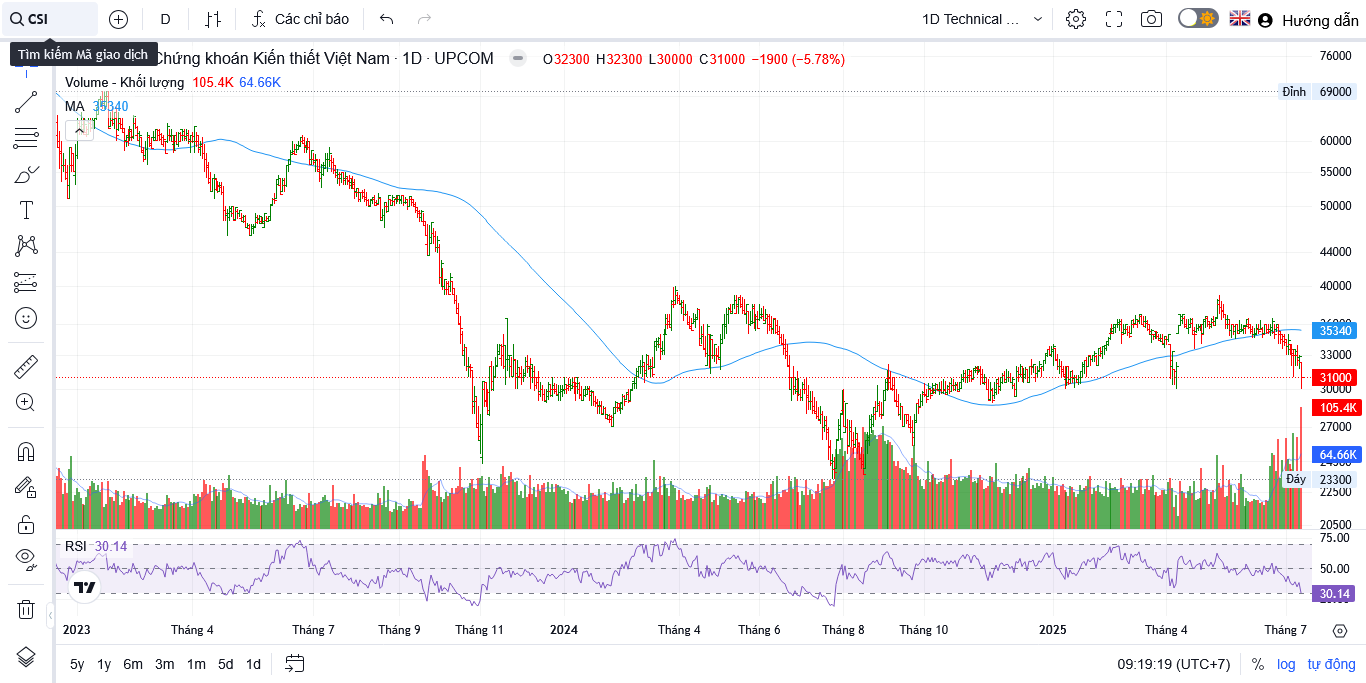 CSI
D
Các chỉ báo
1D Technical ...
Hướng dẫn
Tìm kiếm Mã giao dịch
Chứng khoán Kiến thiết Việt Nam · 1D · UPCOM
O32300 H32300 L30000 C31000 −1900 (−5.78%)
Volume - Khối lượng 105.4K 64.66K
MA 35340
76000
Đỉnh 69000
60000
55000
50000
44000
40000
35340
33000
31000
30000
105.4K
27000
64.66K
Đáy 23300
22500
20500
RSI 30.14
75.00
50.00
30.14
2023 Tháng 4 Tháng 7 Tháng 9 Tháng 11 2024 Tháng 4 Tháng 6 Tháng 8 Tháng 10 2025 Tháng 4 Tháng 7
5y 1y 6m 3m 1m 5d 1d
09:19:19 (UTC+7) % log tự động